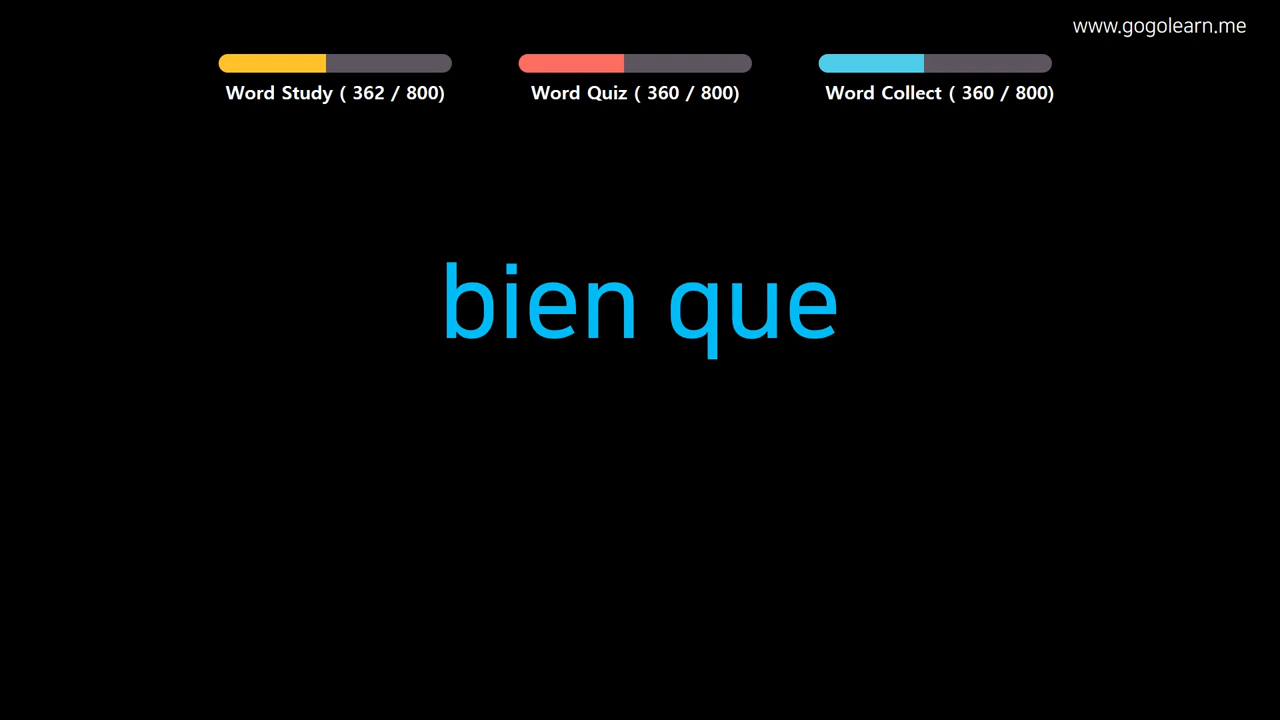 www.gogolearn.me
Word Study ( 362 / 800)
Word Quiz ( 360 / 800)
Word Collect ( 360 / 800)
bien que